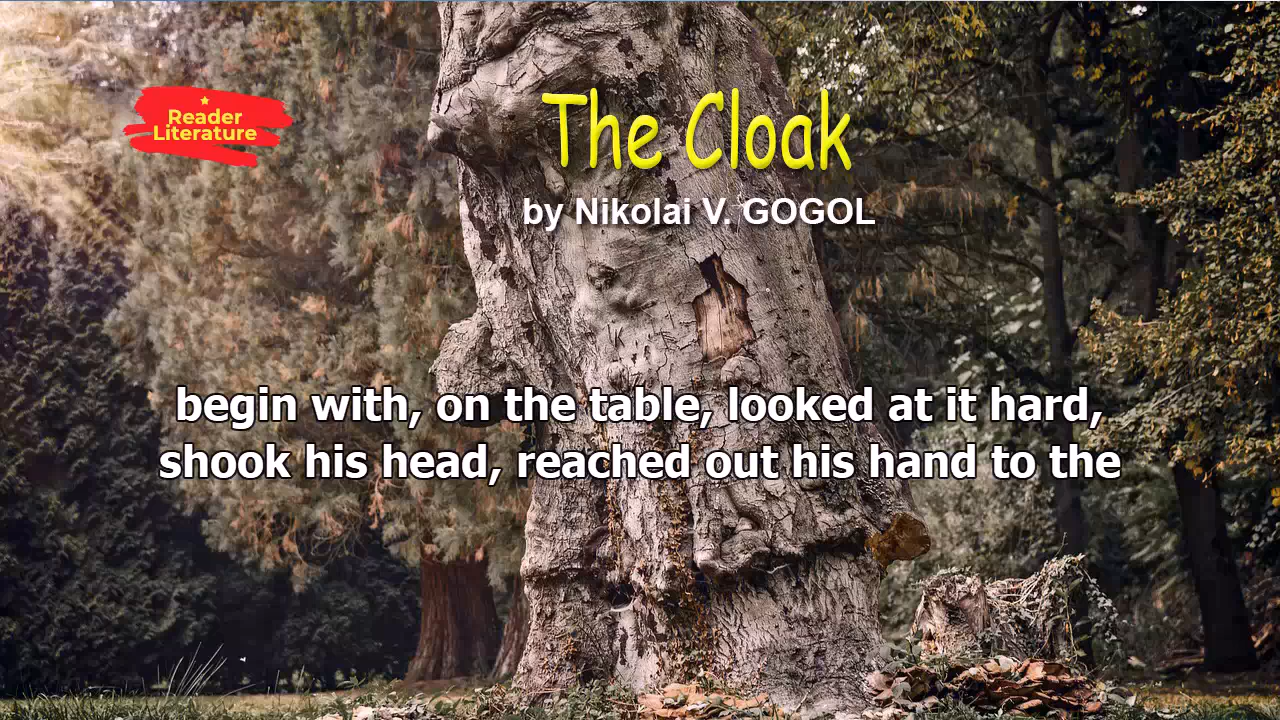 Reader
Literature
The Cloak
by Nikolai V. GOGOL
begin with, on the table, looked at it hard,
shook his head, reached out his hand to the